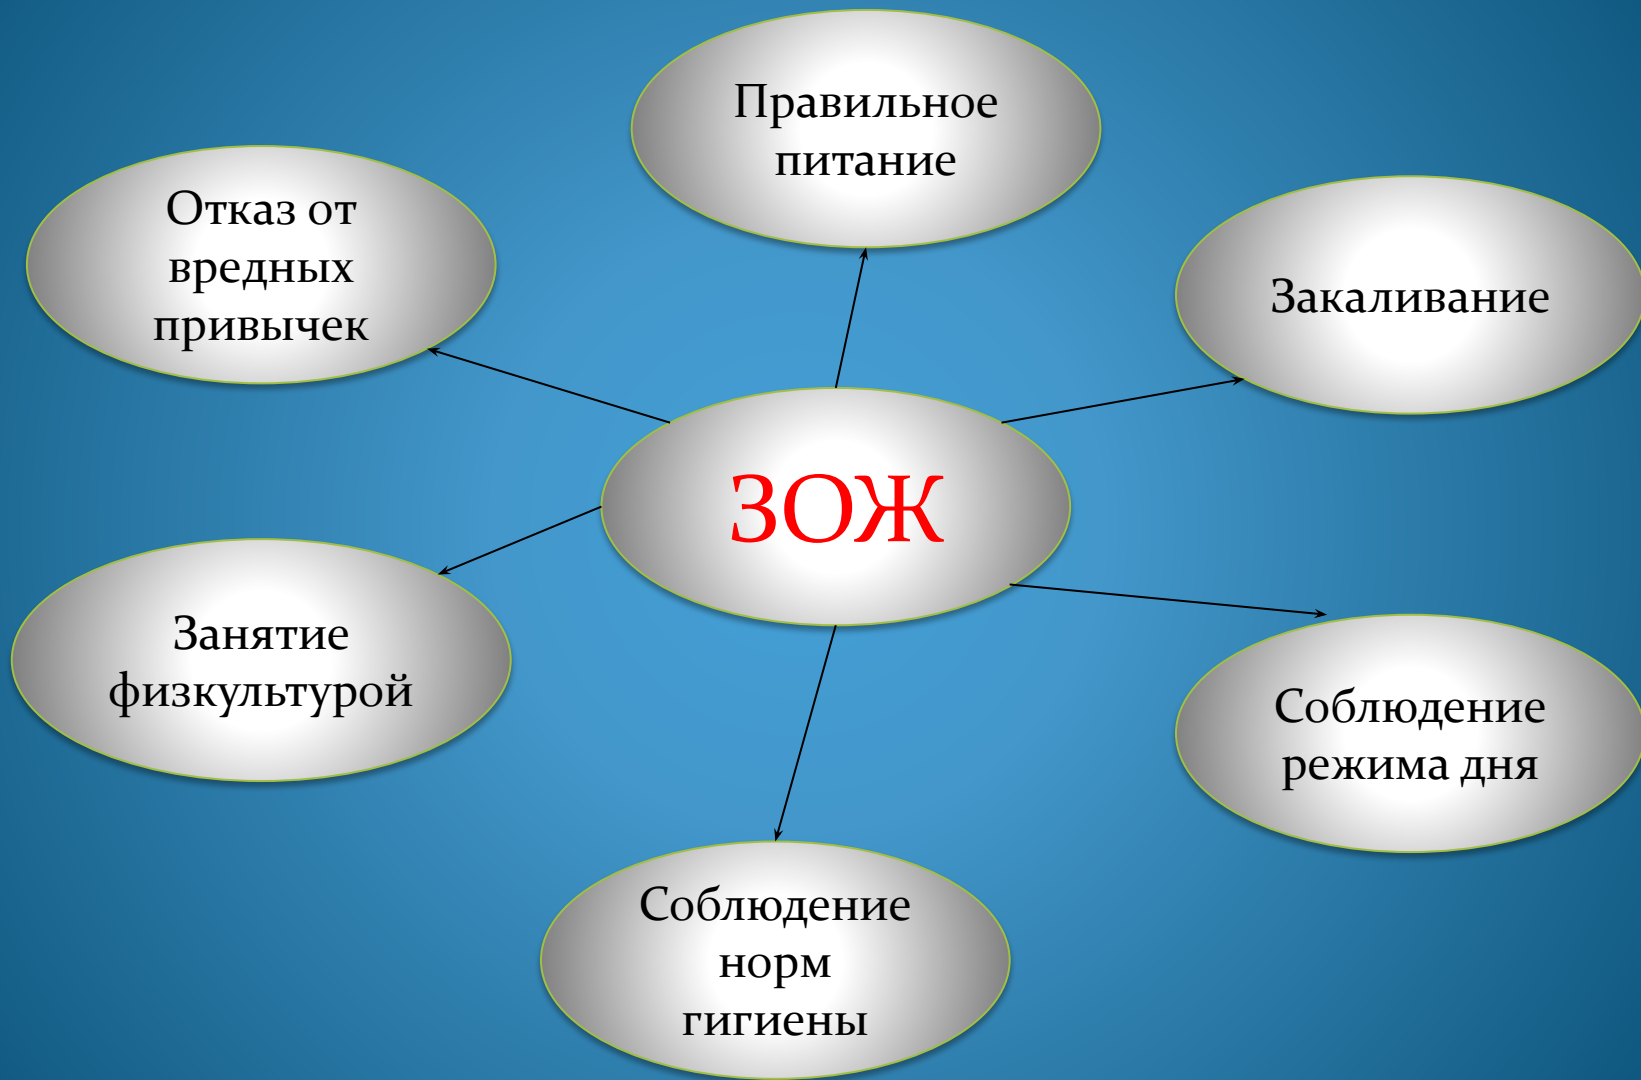 Правильное
питание
Отказ от
вредных
привычек
Закаливание
ЗОЖ
Занятие
физкультурой
Соблюдение
режима дня
Соблюдение
норм
гигиены